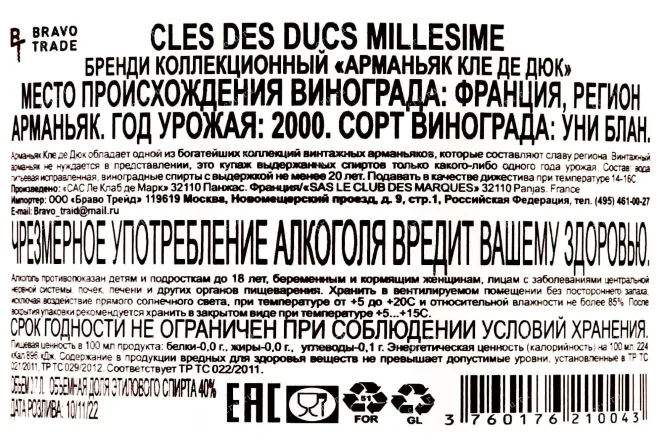 BRAVO
TRADE
CLES DES DUCS MILLESIME
БРЕНДИ КОЛЛЕКЦИОННЫЙ «АРМАНЬЯК КЛЕ ДЕ ДЮК»
МЕСТО ПРОИСХОЖДЕНИЯ ВИНОГРАДА: ФРАНЦИЯ, РЕГИОН
АРМАНЬЯК. ГОД УРОЖАЯ: 2000. СОРТ ВИНОГРАДА: УНИ БЛАН.
Арманьяк Кле де Дюк обладает одной из богатейших коллекций винтажных арманьяков, которые составляют славу региона. Винтажный
арманьяк не нуждается в представлении, это купаж выдержанных спиртов только какого-либо одного года урожая. Состав: вода
питьевая исправленная, виноградные спирты с выдержкой не менее 20 лет. Подавать в качестве дижестива при температуре 14-16С.
Произведено: «САС Ле Клаб де Марк» 32110 Панжас. Франция/«SAS LE CLUB DES MARQUES» 32110 Panjas. France
Импортер: ООО «Браво Трейд» 119619 Москва, Новомещерский проезд, д. 9, стр.1, Российская Федерация, тел. (495) 461-00-27
E-mail: Bravo_traid@mail.ru
ЧРЕЗМЕРНОЕ УПОТРЕБЛЕНИЕ АЛКОГОЛЯ ВРЕДИТ ВАШЕМУ ЗДОРОВЬЮ.
Алкоголь противопоказан детям и подросткам до 18 лет, беременным и кормящим женщинам, лицам с заболеваниями центральной
нервной системы, почек, печени и других органов пищеварения. Хранить в вентилируемом помещении без постороннего запаха,
исключая воздействие прямого солнечного света, при температуре от +5 до +20С и относительной влажности не более 85% После
вскрытия упаковки рекомендуется хранить в закрытом виде при температуре +5...+15С.
СРОК ГОДНОСТИ НЕ ОГРАНИЧЕН ПРИ СОБЛЮДЕНИИ УСЛОВИЙ ХРАНЕНИЯ.
Пищевая ценность в 100 мл продукта: белки-0,0 г., жиры-0,0 г., углеводы-0,1 г. Энергетическая ценность (калорийность) на 100 мл: 224
кКал/896 кДж. Содержание в продукции вредных для здоровья веществ не превышает допустимые уровни, установленные в ТР ТС
021/2011, ТР ТС 029/2012. Соответствует ТР ТС 022/2011.
ОБЪЕМ: 0,7 Л. ОБЪЕМНАЯ ДОЛЯ ЭТИЛОВОГО СПИРТА 40%
ДАТА РОЗЛИВА: 10/11/22
EAC
51
FOR
GL
3 760176 210043